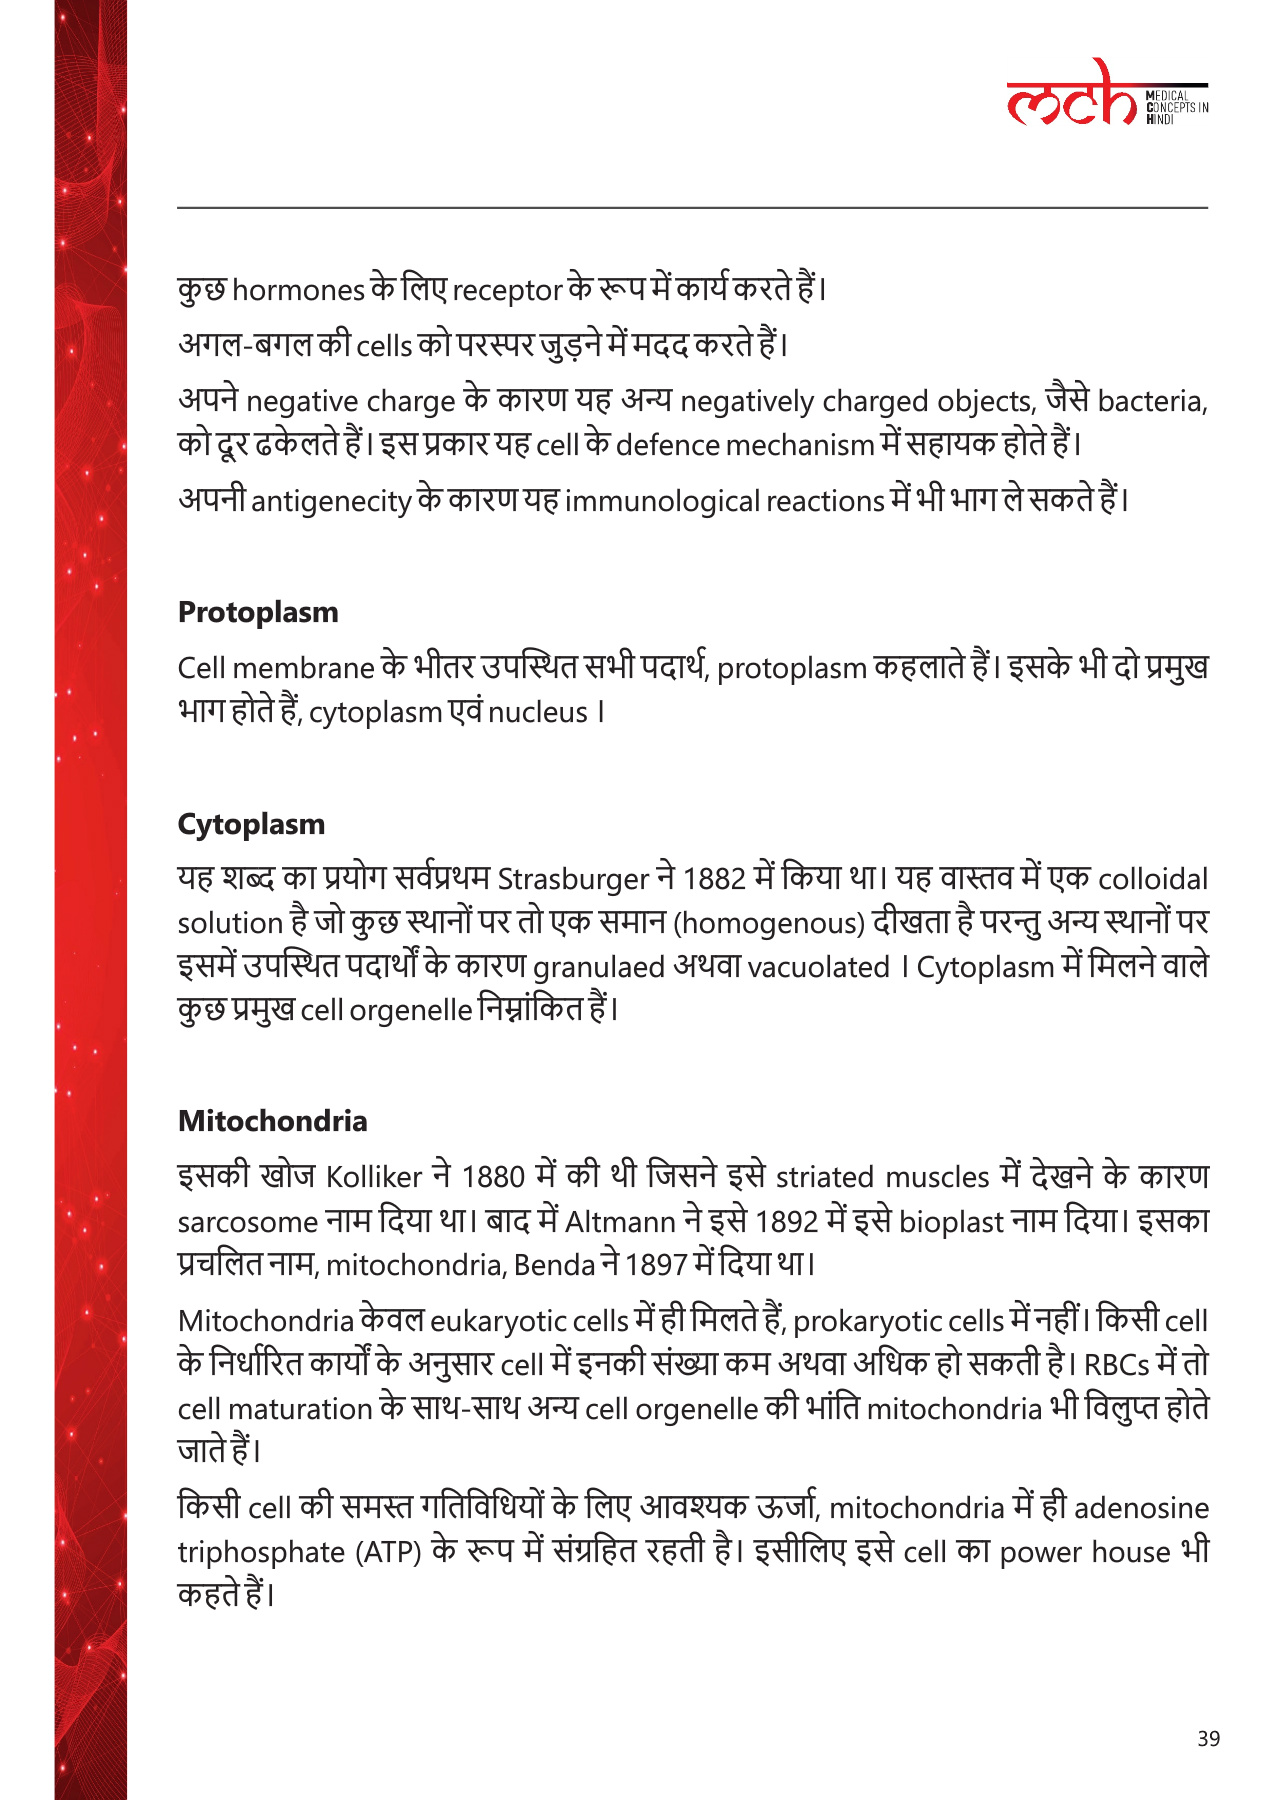 mch MEDICAL
CONCEPTS IN
HINDI
कुछ hormones के लिए receptor के रूप में कार्य करते हैं।
अगल-बगल की cells को परस्पर जुड़ने में मदद करते हैं।
अपने negative charge के कारण यह अन्य negatively charged objects, जैसे bacteria,
को दूर ढकेलते हैं। इस प्रकार यह cell के defence mechanism में सहायक होते हैं।
अपनी antigenecity के कारण यह immunological reactions में भी भाग ले सकते हैं।
Protoplasm
Cell membrane के भीतर उपस्थित सभी पदार्थ, protoplasm कहलाते हैं। इसके भी दो प्रमुख
भाग होते हैं, cytoplasm एवं nucleus ।
Cytoplasm
यह शब्द का प्रयोग सर्वप्रथम Strasburger ने 1882 में किया था। यह वास्तव में एक colloidal
solution है जो कुछ स्थानों पर तो एक समान (homogenous) दीखता है परन्तु अन्य स्थानों पर
इसमें उपस्थित पदार्थों के कारण granulaed अथवा vacuolated । Cytoplasm में मिलने वाले
कुछ प्रमुख cell orgenelle निम्नांकित हैं।
Mitochondria
इसकी खोज Kolliker ने 1880 में की थी जिसने इसे striated muscles में देखने के कारण
sarcosome नाम दिया था। बाद में Altmann ने इसे 1892 में इसे bioplast नाम दिया। इसका
प्रचलित नाम, mitochondria, Benda ने 1897 में दिया था।
Mitochondria केवल eukaryotic cells में ही मिलते हैं, prokaryotic cells में नहीं। किसी cell
के निर्धारित कार्यों के अनुसार cell में इनकी संख्या कम अथवा अधिक हो सकती है। RBCs में तो
cell maturation के साथ-साथ अन्य cell orgenelle की भांति mitochondria भी विलुप्त होते
जाते हैं।
किसी cell की समस्त गतिविधियों के लिए आवश्यक ऊर्जा, mitochondria में ही adenosine
triphosphate (ATP) के रूप में संग्रहित रहती है। इसीलिए इसे cell का power house भी
कहते हैं।
39